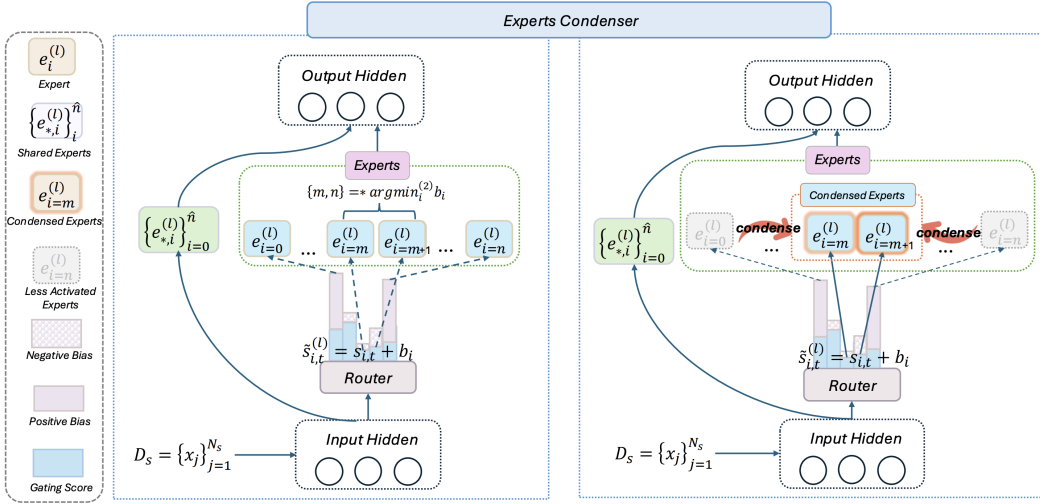 Experts Condenser
e_i^{(l)}
Expert
{e_{*,i}^{(l)}}_i^{n̂}
Shared Experts
e_{i=m}^{(l)}
Condensed Experts
e_{i=n}^{(l)}
Less Activated
Experts
Negative Bias
Positive Bias
Gating Score
Output Hidden
Experts
{m, n} =* argmin_i^{(2)} b_i
{e_{*,i}^{(l)}}_{i=0}^{n̂}
e_{i=0}^{(l)} ... e_{i=m}^{(l)} e_{i=m+1}^{(l)} ... e_{i=n}^{(l)}
s̃_{i,t}^{(l)} = s_{i,t} + b_i
Router
Input Hidden
D_s = {x_j}_{j=1}^{N_s}
Output Hidden
Experts
Condensed Experts
{e_{*,i}^{(l)}}_{i=0}^{n̂}
e_{i=0}^{(l)} condense ... e_{i=m}^{(l)} e_{i=m+1}^{(l)} condense ... e_{i=n}^{(l)}
s̃_{i,t}^{(l)} = s_{i,t} + b_i
Router
Input Hidden
D_s = {x_j}_{j=1}^{N_s}